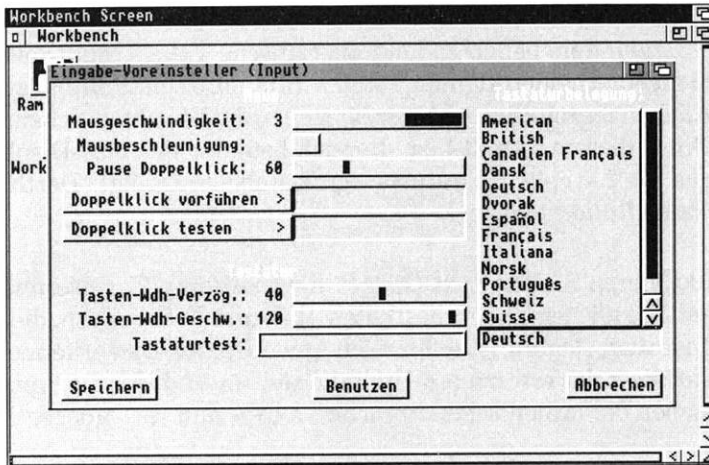 Workbench Screen
Workbench
Eingabe-Voreinsteller (Input)
Ram
Work
Mausgeschwindigkeit: 3
Mausbeschleunigung:
Pause Doppelklick: 60
Doppelklick vorführen >
Doppelklick testen >
Tasten-Wdh-Verzög.: 40
Tasten-Wdh-Geschw.: 120
Tastaturtest:
American
British
Canadien Français
Dansk
Deutsch
Dvorak
Español
Français
Italiana
Norsk
Português
Schweiz
Suisse
Deutsch
Speichern
Benutzen
Abbrechen